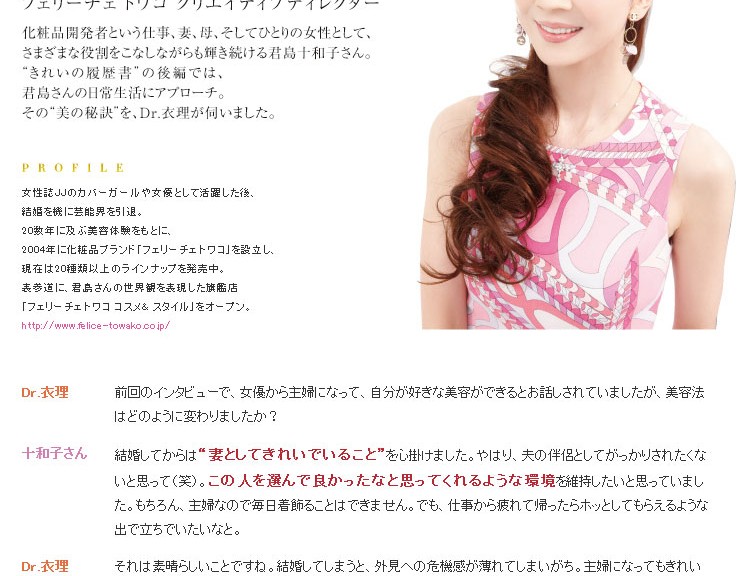 フェリーチェ トワコ クリエイティブディレクター
化粧品開発者という仕事、妻、母、そしてひとりの女性として、
さまざまな役割をこなしながらも輝き続ける君島十和子さん。
“きれいの履歴書”の後編では、
君島さんの日常生活にアプローチ。
その“美の秘訣”を、Dr.衣理が伺いました。
PROFILE
女性誌JJのカバーガールや女優として活躍した後、
結婚を機に芸能界を引退。
20数年に及ぶ美容体験をもとに、
2004年に化粧品ブランド「フェリーチェトワコ」を設立し、
現在は20種類以上のラインナップを発売中。
表参道に、君島さんの世界観を表現した旗艦店
「フェリーチェトワコ コスメ& スタイル」をオープン。
http://www.felice-towako.co.jp/
Dr.衣理 前回のインタビューで、女優から主婦になって、自分が好きな美容ができるとお話しされていましたが、美容法
はどのように変わりましたか？
十和子さん 結婚してからは“妻としてきれいでいること”を心掛けました。やはり、夫の伴侶としてがっかりされたくな
いと思って（笑）。この人を選んで良かったなと思ってくれるような環境を維持したいと思っていまし
た。もちろん、主婦なので毎日着飾ることはできません。でも、仕事から疲れて帰ったらホッとしてもらえるような
出で立ちでいたいなと。
Dr.衣理 それは素晴らしいことですね。結婚してしまうと、外見への危機感が薄れてしまいがち。主婦になってもきれい